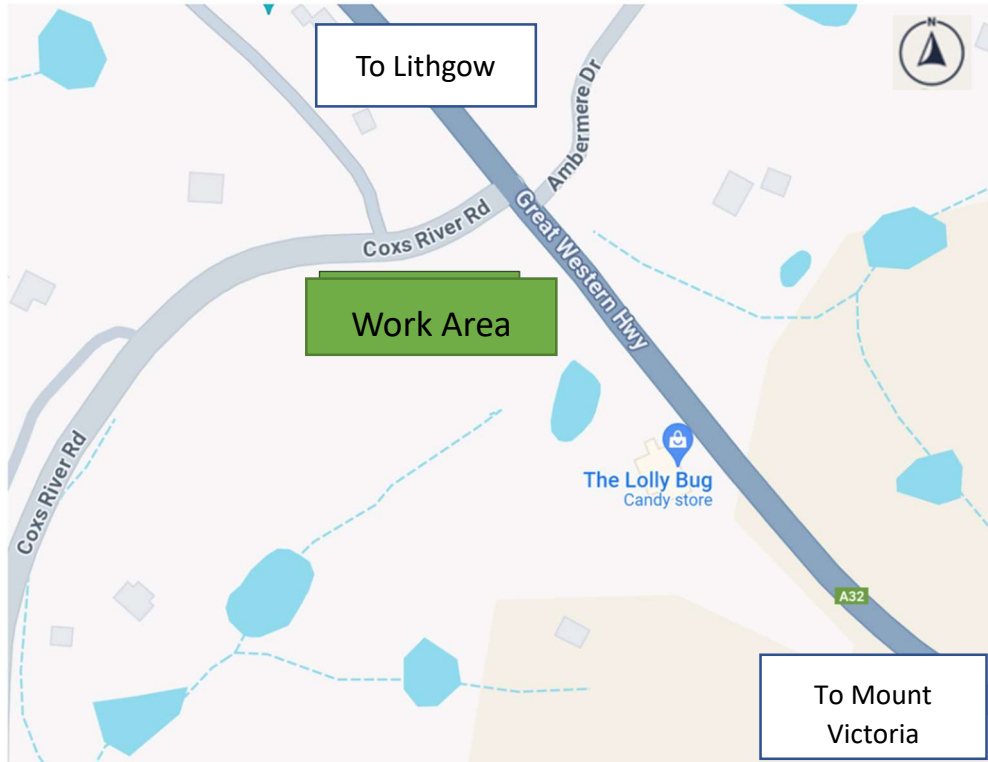 N
To Lithgow
Ambermere Dr
Coxs River Rd
Great Western Hwy
Work Area
The Lolly Bug
Candy store
Coxs River Rd
A32
To Mount
Victoria